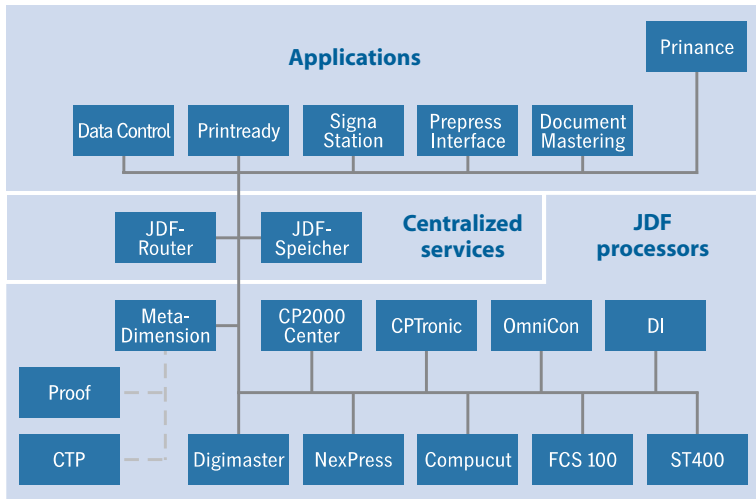 Applications
Prinance
Data Control
Printready
Signa
Station
Prepress
Interface
Document
Mastering
JDF-
Router
JDF-
Speicher
Centralized
services
JDF
processors
Meta-
Dimension
CP2000
Center
CPTronic
OmniCon
DI
Proof
CTP
Digimaster
NexPress
Compucut
FCS 100
ST400